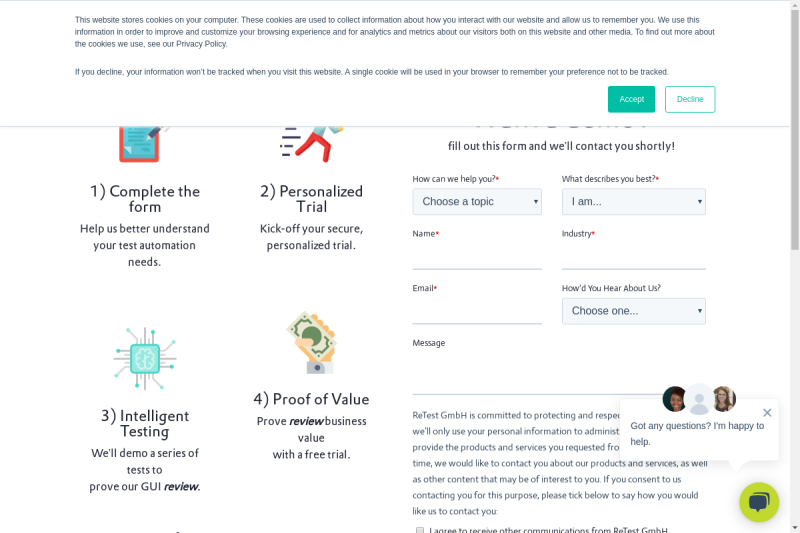 This website stores cookies on your computer. These cookies are used to collect information about how you interact with our website and allow us to remember you. We use this
information in order to improve and customize your browsing experience and for analytics and metrics about our visitors both on this website and other media. To find out more about
the cookies we use, see our Privacy Policy.
If you decline, your information won't be tracked when you visit this website. A single cookie will be used in your browser to remember your preference not to be tracked.
Accept
Decline
1) Complete the
form
Help us better understand
your test automation
needs.
2) Personalized
Trial
Kick-off your secure,
personalized trial.
3) Intelligent
Testing
We'll demo a series of
tests to
prove our GUI review.
4) Proof of Value
Prove review business
value
with a free trial.
fill out this form and we'll contact you shortly!
How can we help you?*
Choose a topic
What describes you best?*
I am...
Name*
Industry*
Email*
How'd You Hear About Us?
Choose one...
Message
ReTest GmbH is committed to protecting and
we'll only use your personal information to
provide the products and services you requested
time, we would like to contact you about our products and services, as well
as other content that may be of interest to you. If you consent to us
contacting you for this purpose, please tick below to say how you would
like us to contact you:
I agree to receive other communications from ReTest GmbH.
Got any questions? I'm happy to
help.